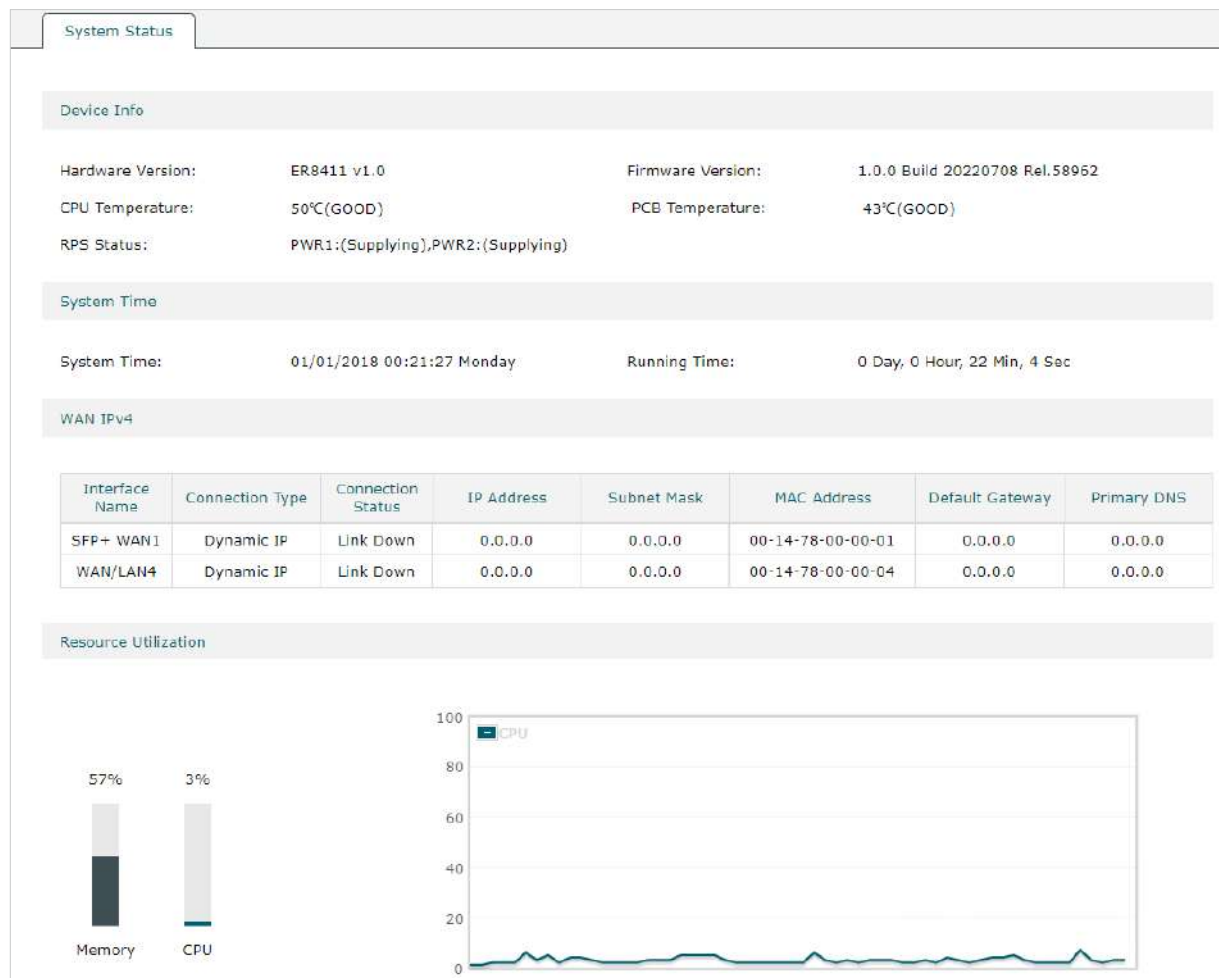 System Status
Device Info
Hardware Version: ER8411 v1.0 Firmware Version: 1.0.0 Build 20220708 Rel.58962
CPU Temperature: 50℃(GOOD) PCB Temperature: 43℃(GOOD)
RPS Status: PWR1:(Supplying),PWR2:(Supplying)
System Time
System Time: 01/01/2018 00:21:27 Monday Running Time: 0 Day, 0 Hour, 22 Min, 4 Sec
WAN IPv4
Interface Name Connection Type Connection Status IP Address Subnet Mask MAC Address Default Gateway Primary DNS
SFP+ WAN1 Dynamic IP Link Down 0.0.0.0 0.0.0.0 00-14-78-00-00-01 0.0.0.0 0.0.0.0
WAN/LAN4 Dynamic IP Link Down 0.0.0.0 0.0.0.0 00-14-78-00-00-04 0.0.0.0 0.0.0.0
Resource Utilization
57% 3%
Memory CPU
100
CPU
80
60
40
20
0